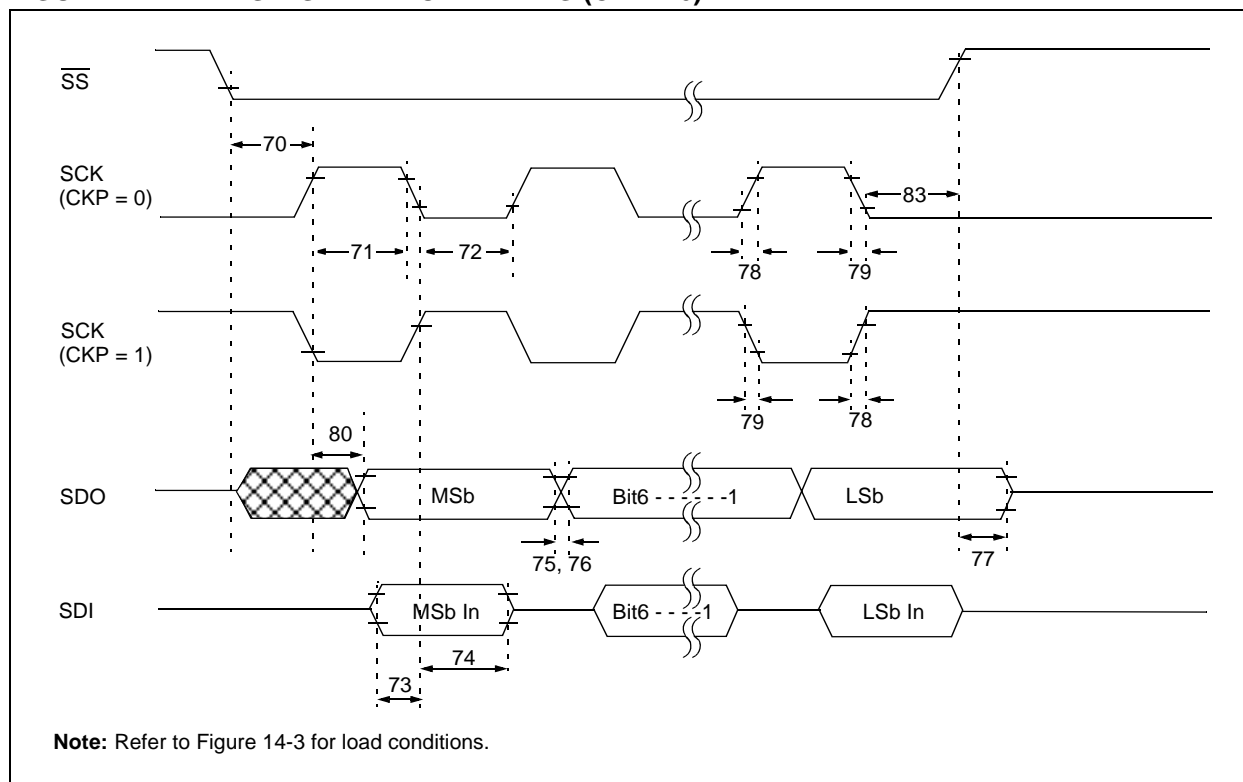 SS
70
SCK
(CKP = 0)
83
71
72
78
79
SCK
(CKP = 1)
79
78
80
SDO
MSb
Bit6 - - - - - -1
LSb
75, 76
77
SDI
MSb In
Bit6 - - - -1
LSb In
74
73
Note: Refer to Figure 14-3 for load conditions.